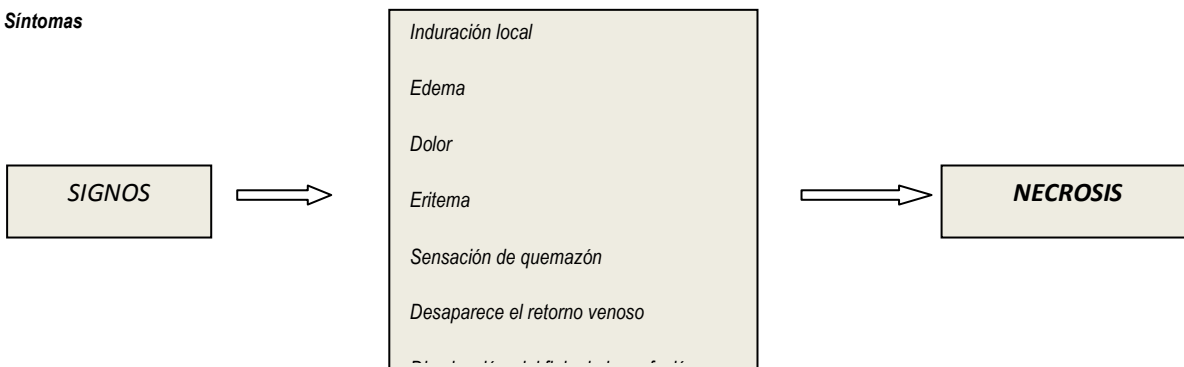 Síntomas
Induración local
Edema
Dolor
SIGNOS
Eritema
NECROSIS
Sensación de quemazón
Desaparece el retorno venoso